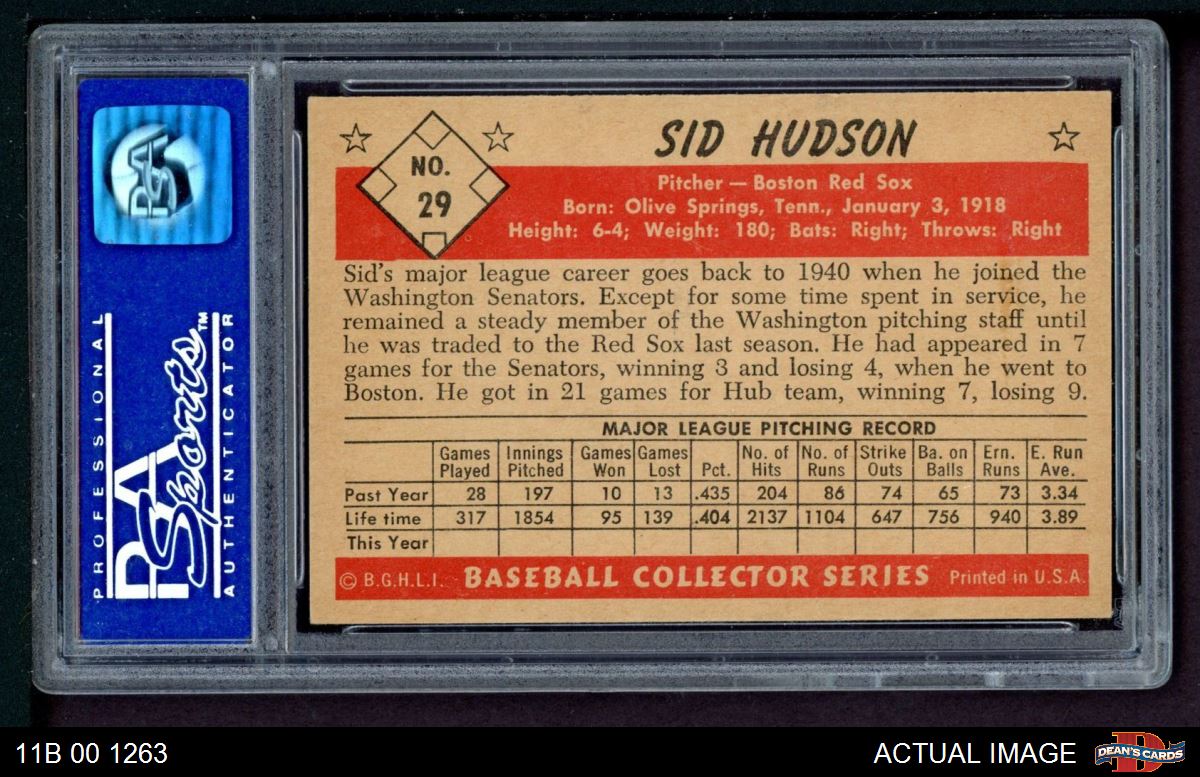 PSA
PROFESSIONAL
PSA
Sports™
AUTHENTICATOR
NO.
29
SID HUDSON
Pitcher — Boston Red Sox
Born: Olive Springs, Tenn., January 3, 1918
Height: 6-4; Weight: 180; Bats: Right; Throws: Right
Sid's major league career goes back to 1940 when he joined the
Washington Senators. Except for some time spent in service, he
remained a steady member of the Washington pitching staff until
he was traded to the Red Sox last season. He had appeared in 7
games for the Senators, winning 3 and losing 4, when he went to
Boston. He got in 21 games for Hub team, winning 7, losing 9.
MAJOR LEAGUE PITCHING RECORD
Games Played Innings Pitched Games Won Games Lost Pct. No. of Hits No. of Runs Strike Outs Ba. on Balls Ern. Runs E. Run Ave.
Past Year 28 197 10 13 .435 204 86 74 65 73 3.34
Life time 317 1854 95 139 .404 2137 1104 647 756 940 3.89
This Year
© B.G.H.L.I. BASEBALL COLLECTOR SERIES Printed in U.S.A.
11B 00 1263
ACTUAL IMAGE
DEAN'S CARDS